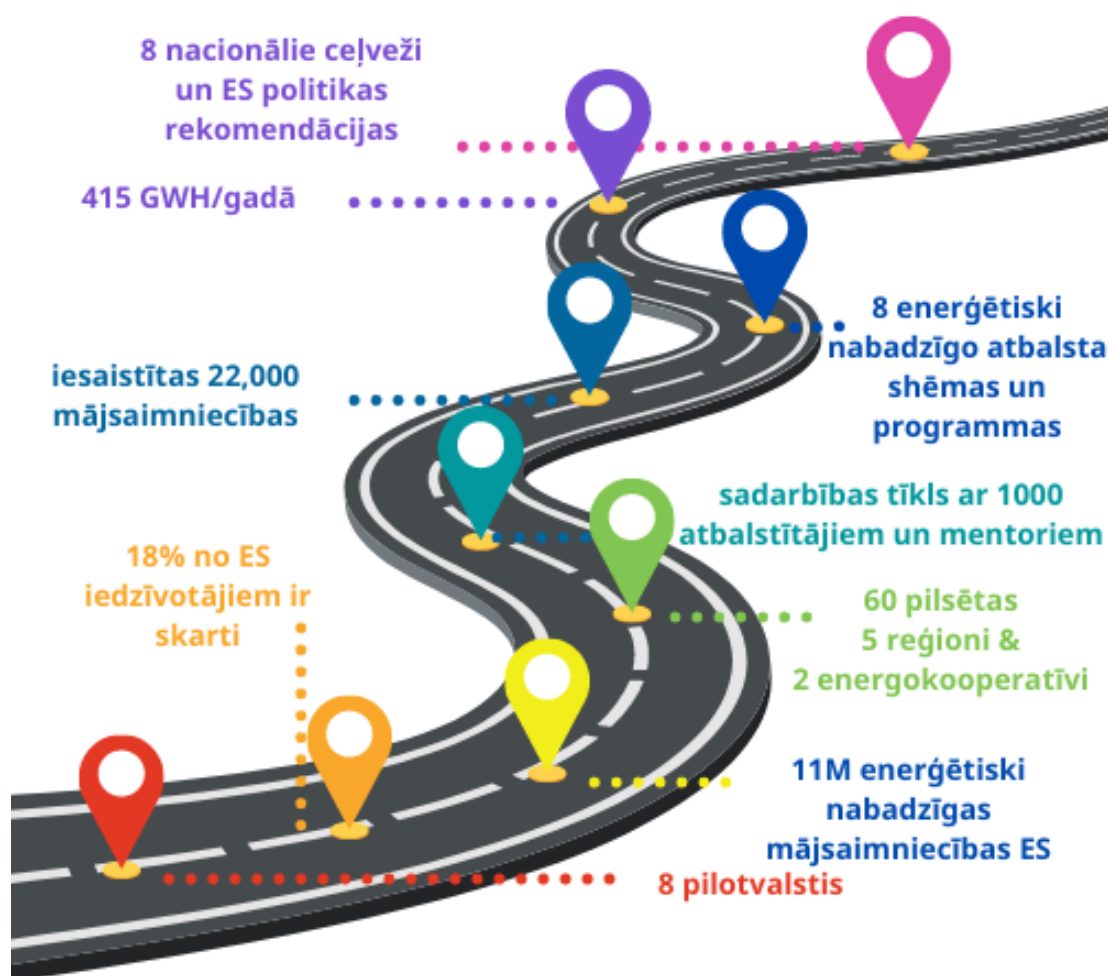 8 nacionālie ceļveži
un ES politikas
rekomendācijas
415 GWH/gadā
8 enerģētiski
nabadzīgo atbalsta
shēmas un
programmas
iesaistītas 22,000
mājsaimniecības
sadarbības tīkls ar 1000
atbalstītājiem un mentoriem
18% no ES
iedzīvotājiem ir
skarti
60 pilsētas
5 reģioni &
2 energokooperatīvi
11M enerģētiski
nabadzīgas
mājsaimniecības ES
8 pilotvalstis